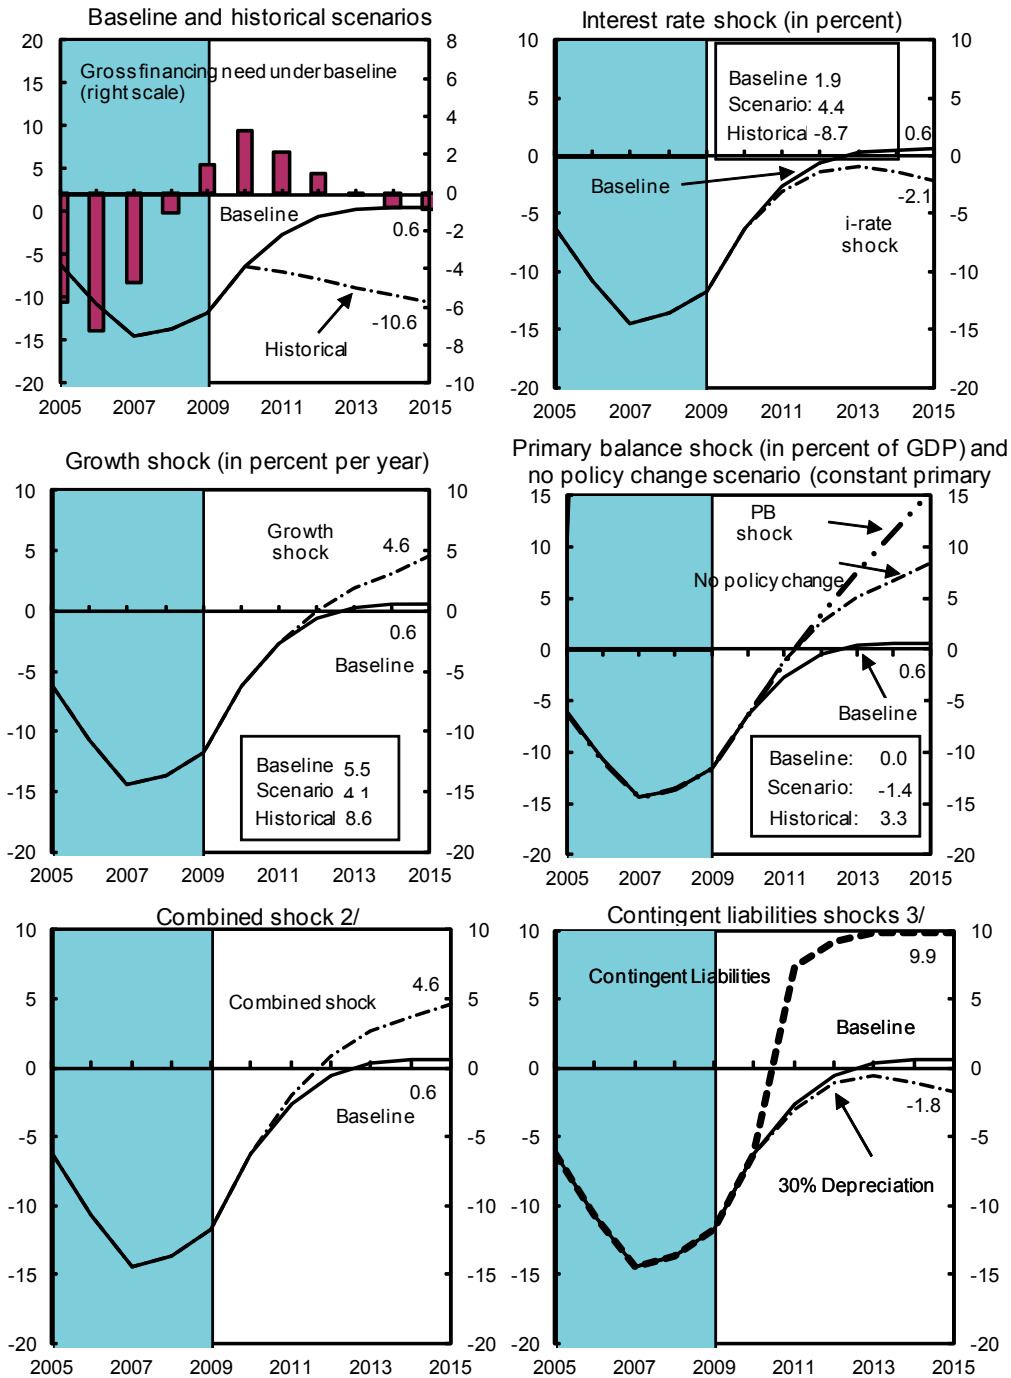 Baseline and historical scenarios
20
15
10
5
0
-5
-10
-15
-20
8
6
4
2
0
-2
-4
-6
-8
-10
Gross financing need under baseline
(right scale)
Baseline
0.6
-10.6
Historical
2005 2007 2009 2011 2013 2015
Interest rate shock (in percent)
10
5
0
-5
-10
-15
-20
10
5
0
-5
-10
-15
-20
Baseline 1.9
Scenario: 4.4
Historical -8.7
0.6
Baseline
-2.1
i-rate
shock
2005 2007 2009 2011 2013 2015
Growth shock (in percent per year)
10
5
0
-5
-10
-15
-20
10
5
0
-5
-10
-15
-20
Growth
shock
4.6
0.6
Baseline
Baseline 5.5
Scenario 4.1
Historical 8.6
2005 2007 2009 2011 2013 2015
Primary balance shock (in percent of GDP) and
no policy change scenario (constant primary
15
10
5
0
-5
-10
-15
-20
15
10
5
0
-5
-10
-15
-20
PB
shock
No policy change
0.6
Baseline
Baseline: 0.0
Scenario: -1.4
Historical: 3.3
2005 2007 2009 2011 2013 2015
Combined shock 2/
10
5
0
-5
-10
-15
-20
10
5
0
-5
-10
-15
-20
4.6
Combined shock
0.6
Baseline
2005 2007 2009 2011 2013 2015
Contingent liabilities shocks 3/
10
5
0
-5
-10
-15
-20
10
5
0
-5
-10
-15
-20
9.9
Contingent Liabilities
Baseline
-1.8
30% Depreciation
2005 2007 2009 2011 2013 2015